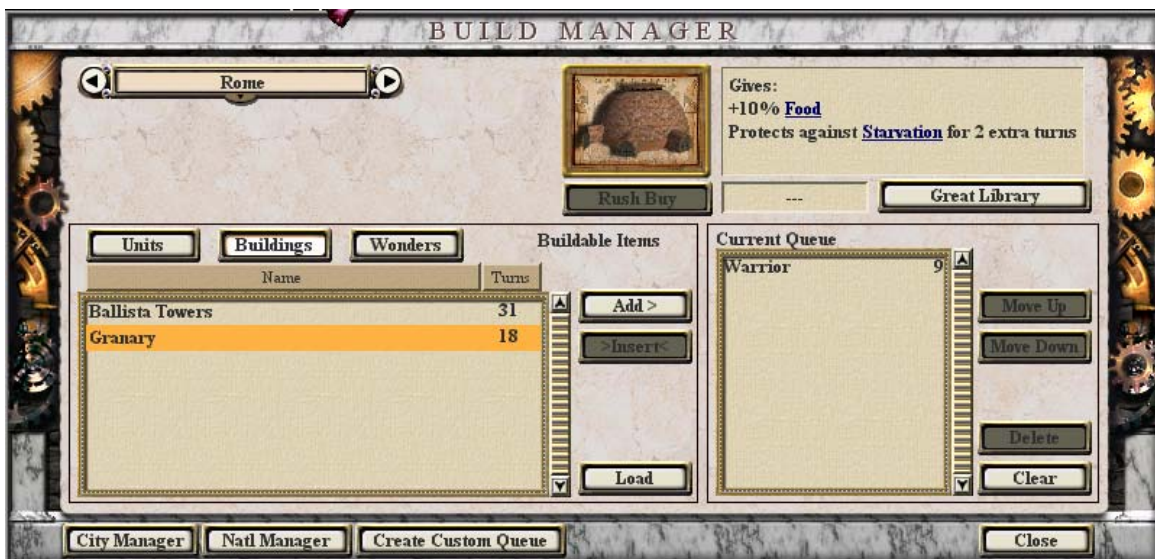 BUILD MANAGER
Rome
Gives:
+10% Food
Protects against Starvation for 2 extra turns
Rush Buy
---
Great Library
Units
Buildings
Wonders
Buildable Items
Name
Turns
Ballista Towers 31
Granary 18
Add >
>Insert<
Load
Current Queue
Warrior 9
Move Up
Move Down
Delete
Clear
City Manager
Natl Manager
Create Custom Queue
Close